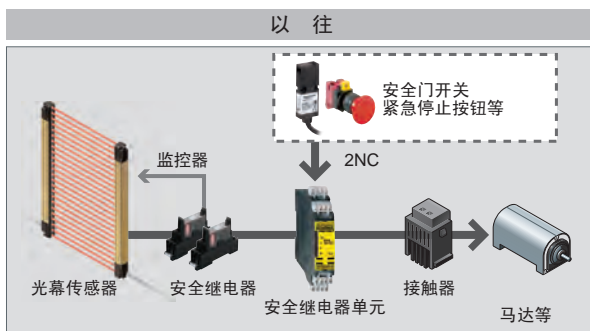 以 往
安全门开关
紧急停止按钮等
监控器
2NC
光幕传感器
安全继电器
安全继电器单元
接触器
马达等